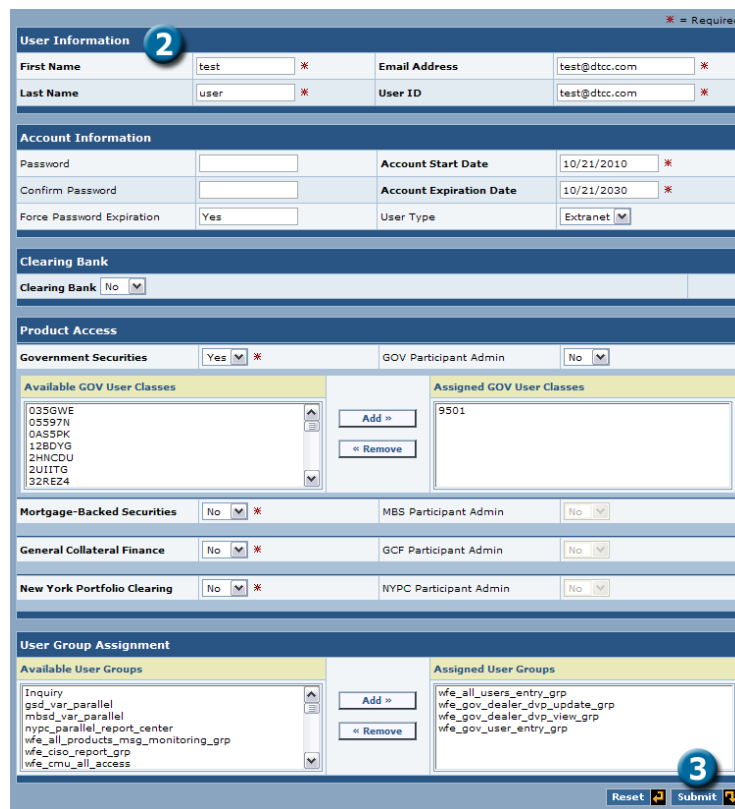 * = Required
User Information 2
First Name test * Email Address test@dtcc.com *
Last Name user * User ID test@dtcc.com *
Account Information
Password Account Start Date 10/21/2010 *
Confirm Password Account Expiration Date 10/21/2030 *
Force Password Expiration Yes User Type Extranet
Clearing Bank
Clearing Bank No
Product Access
Government Securities Yes * GOV Participant Admin No
Available GOV User Classes Assigned GOV User Classes
035GWE 9501
05597N
0AS5PK
12BDYG
2HNCDU
2UIITG
32REZ4
Add »
« Remove
Mortgage-Backed Securities No * MBS Participant Admin No
General Collateral Finance No * GCF Participant Admin No
New York Portfolio Clearing No * NYPC Participant Admin No
User Group Assignment
Available User Groups Assigned User Groups
Inquiry
gsd_var_parallel
mbsd_var_parallel
nypc_parallel_report_center
wfe_all_products_msg_monitoring_grp
wfe_ciso_report_grp
wfe_cmu_all_access
Add »
« Remove
wfe_all_users_entry_grp
wfe_gov_dealer_dvp_update_grp
wfe_gov_dealer_dvp_view_grp
wfe_gov_user_entry_grp
3
Reset Submit